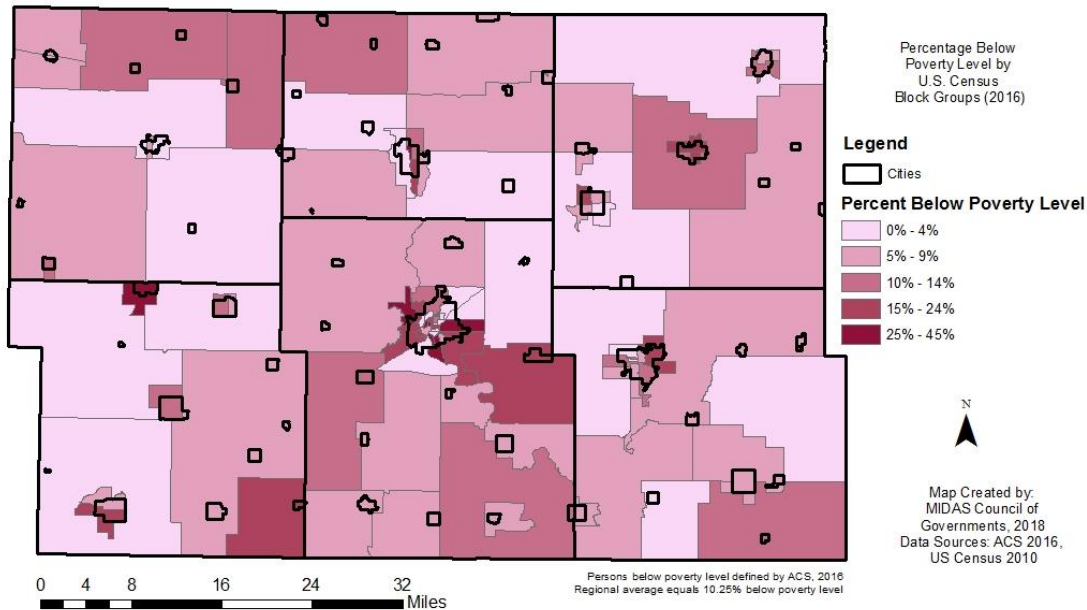 Percentage Below
Poverty Level by
U.S. Census
Block Groups (2016)
Legend
Cities
Percent Below Poverty Level
0% - 4%
5% - 9%
10% - 14%
15% - 24%
25% - 45%
N
Map Created by:
MIDAS Council of
Governments, 2018
Data Sources: ACS 2016,
US Census 2010
Persons below poverty level defined by ACS, 2016
Regional average equals 10.25% below poverty level
0 4 8 16 24 32
Miles